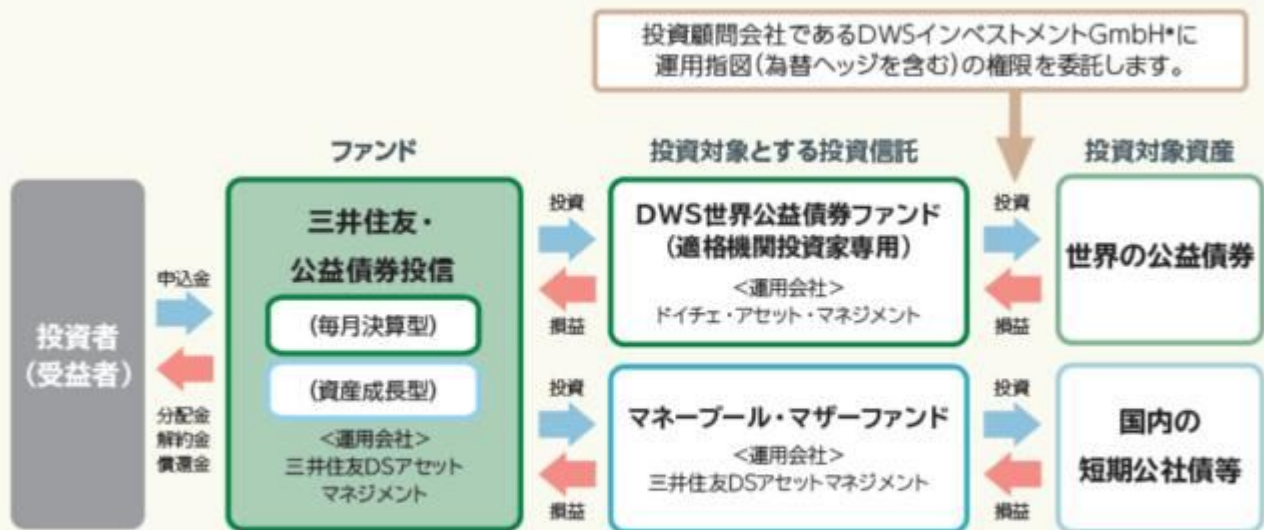 投資顧問会社であるDWSインベストメントGmbH*に
運用指図(為替ヘッジを含む)の権限を委託します。
ファンド
投資対象とする投資信託
投資対象資産
投資者
(受益者)
申込金
分配金
解約金
償還金
三井住友・
公益債券投信
(毎月決算型)
(資産成長型)
<運用会社>
三井住友DSアセット
マネジメント
投資
損益
投資
損益
DWS世界公益債券ファンド
(適格機関投資家専用)
<運用会社>
ドイチェ・アセット・マネジメント
マネープール・マザーファンド
<運用会社>
三井住友DSアセットマネジメント
投資
損益
投資
損益
世界の公益債券
国内の
短期公社債等